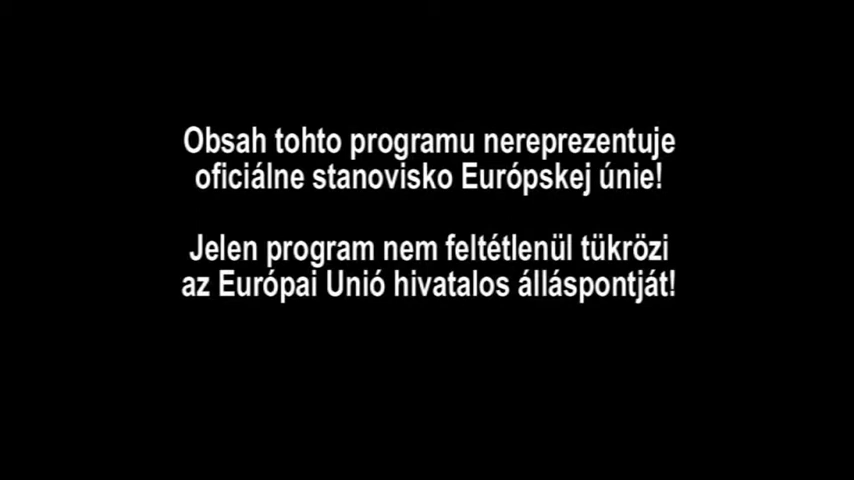 Obsah tohto programu nereprezentuje
oficiálne stanovisko Európskej únie!
Jelen program nem feltétlenül tükrözi
az Európai Unió hivatalos álláspontját!